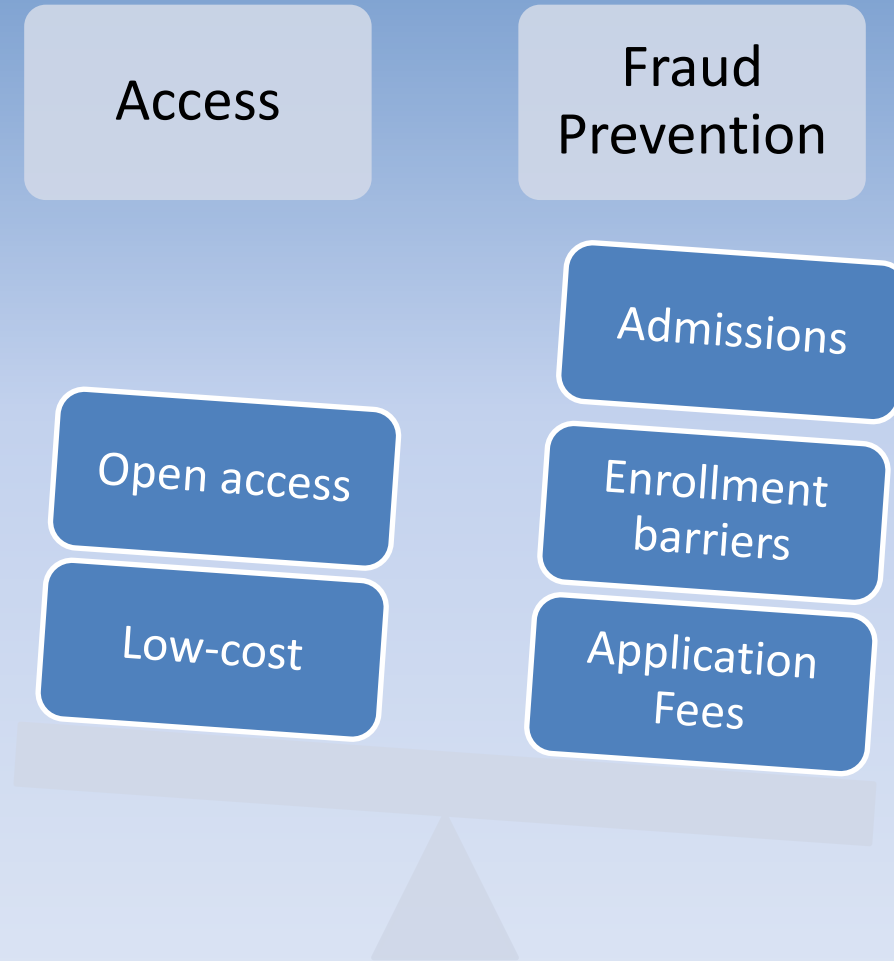 Access
Fraud
Prevention
Open access
Low-cost
Admissions
Enrollment
barriers
Application
Fees